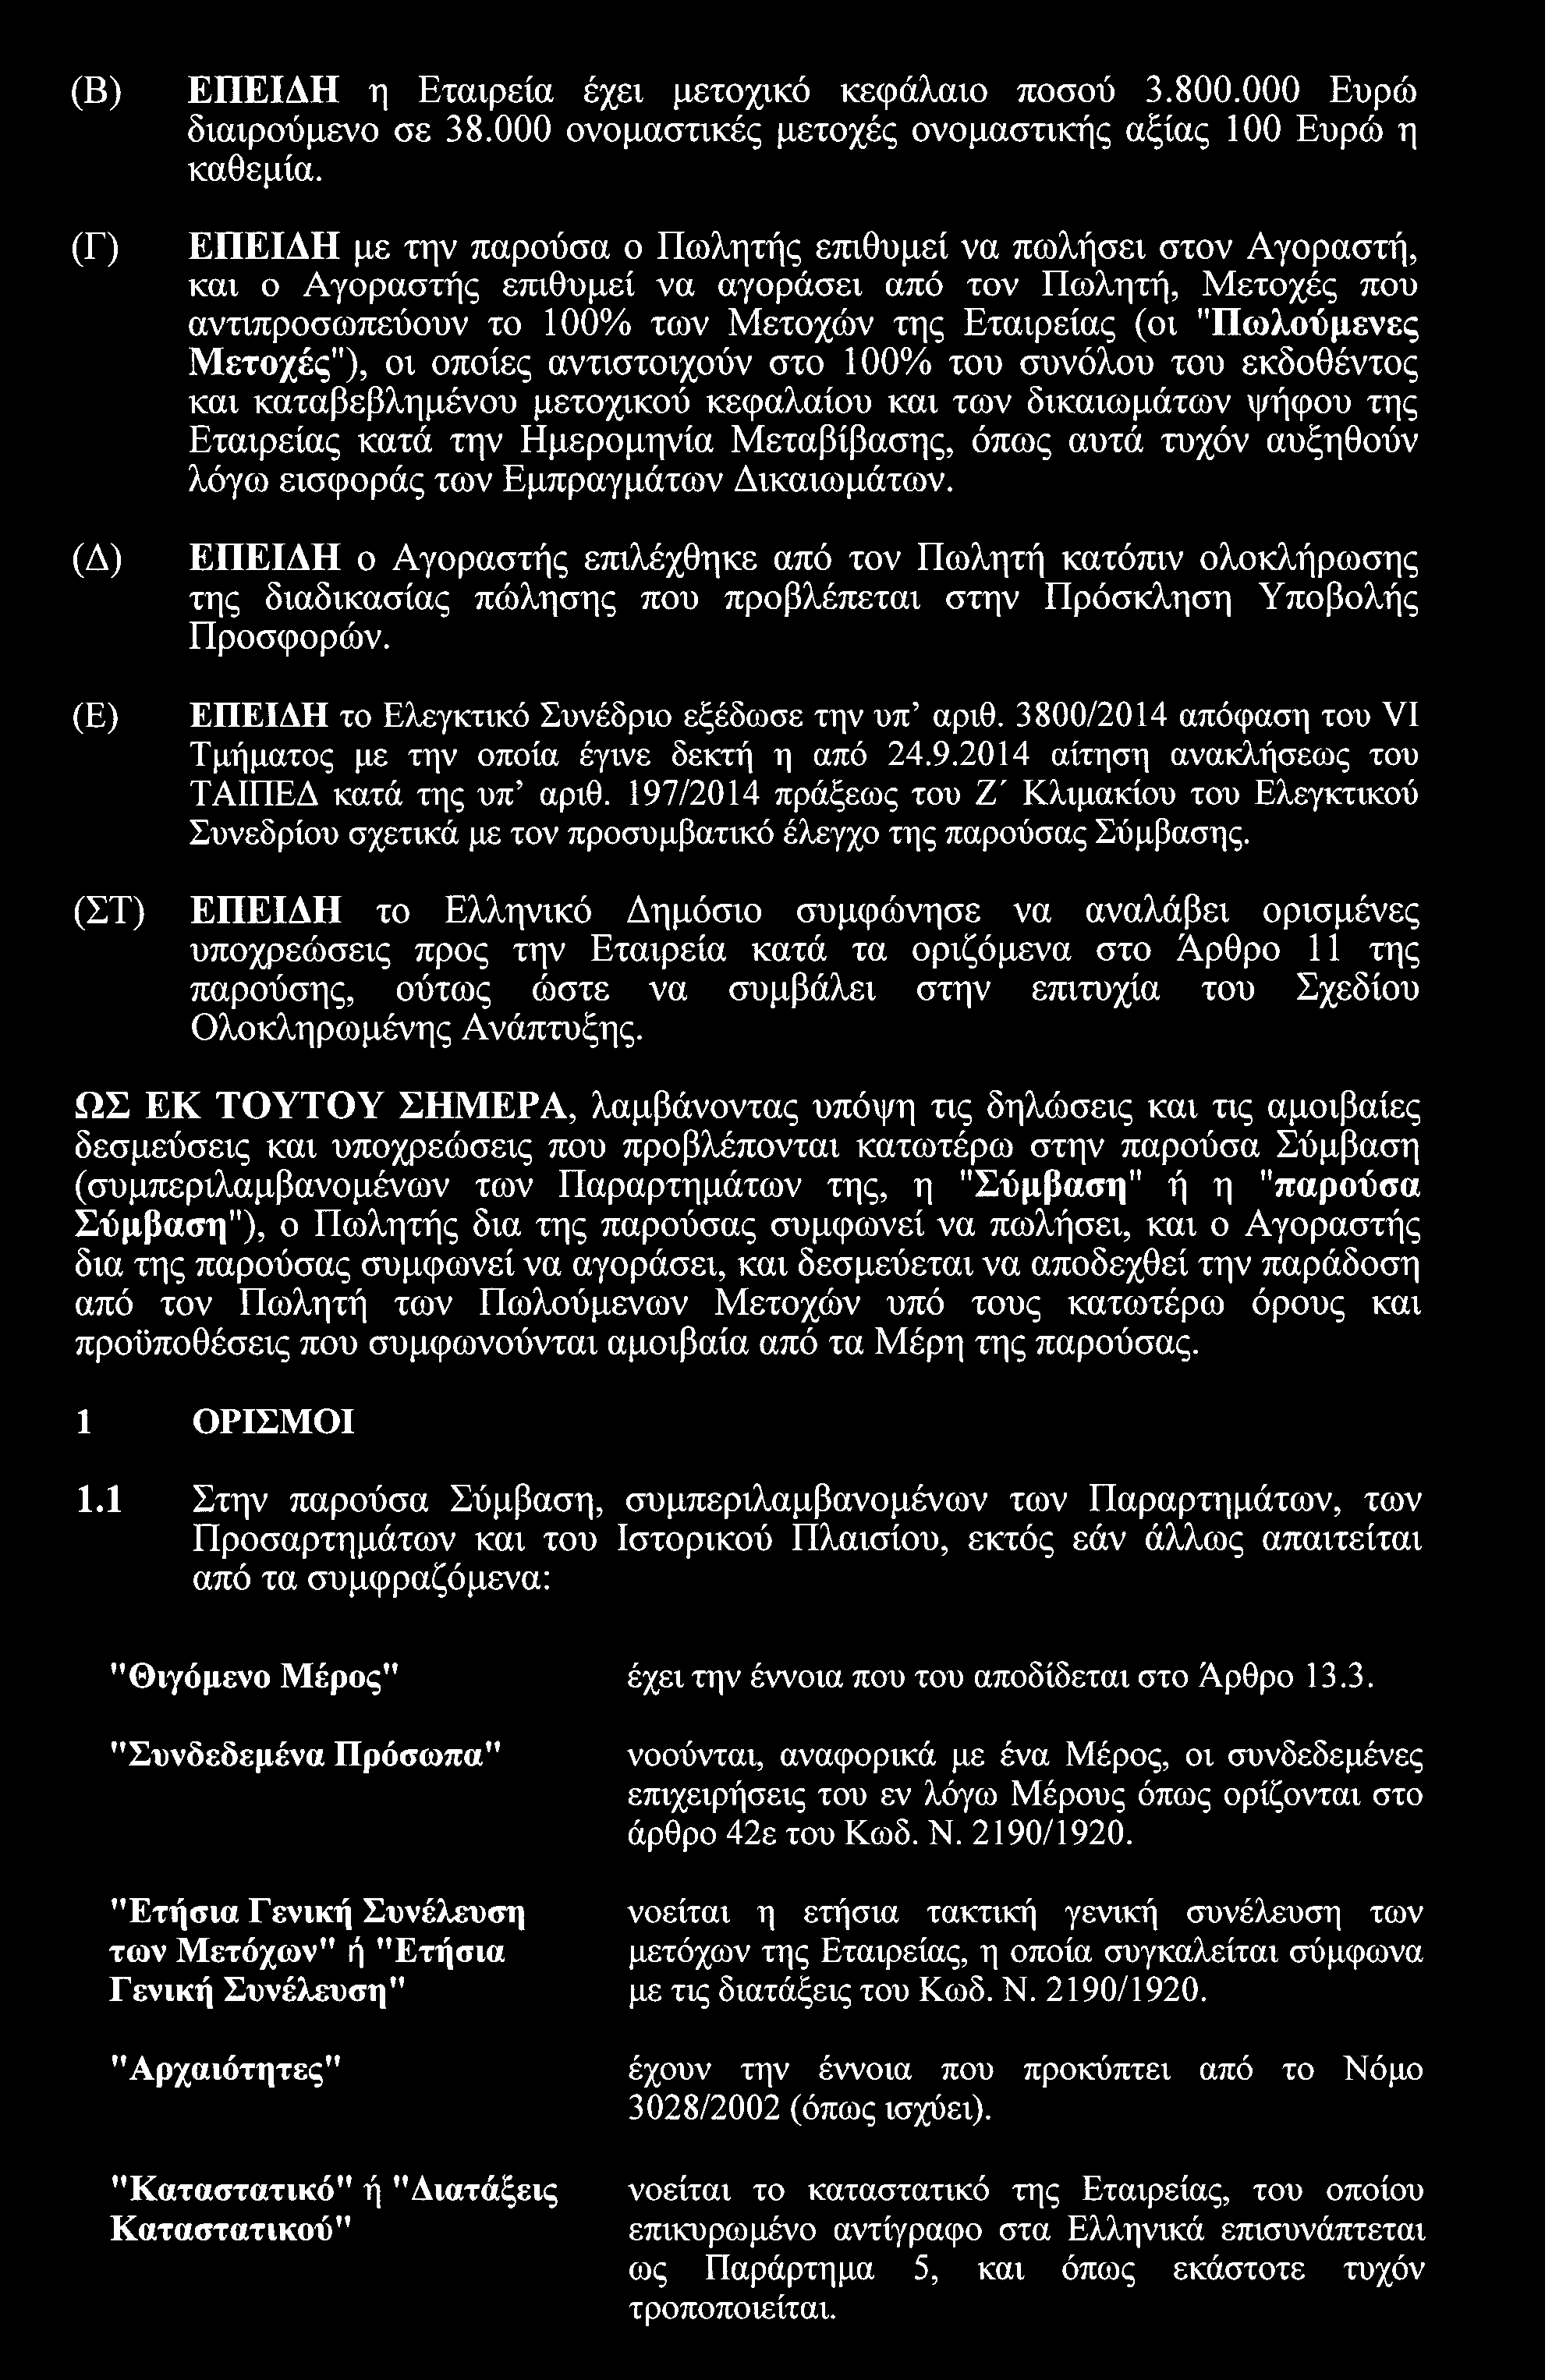 (Β) ΕΠΕΙΔΗ η Εταιρεία έχει μετοχικό κεφάλαιο ποσού 3.800.000 Ευρώ
διαιρούμενο σε 38.000 ονομαστικές μετοχές ονομαστικής αξίας 100 Ευρώ η
καθεμία.
(Γ) ΕΠΕΙΔΗ με την παρούσα ο Πωλητής επιθυμεί να πωλήσει στον Αγοραστή,
και ο Αγοραστής επιθυμεί να αγοράσει από τον Πωλητή, Μετοχές που
αντιπροσωπεύουν το 100% των Μετοχών της Εταιρείας (οι "Πωλούμενες
Μετοχές"), οι οποίες αντιστοιχούν στο 100% του συνόλου του εκδοθέντος
και καταβεβλημένου μετοχικού κεφαλαίου και των δικαιωμάτων ψήφου της
Εταιρείας κατά την Ημερομηνία Μεταβίβασης, όπως αυτά τυχόν αυξηθούν
λόγω εισφοράς των Εμπραγμάτων Δικαιωμάτων.
(Δ) ΕΠΕΙΔΗ ο Αγοραστής επιλέχθηκε από τον Πωλητή κατόπιν ολοκλήρωσης
της διαδικασίας πώλησης που προβλέπεται στην Πρόσκληση Υποβολής
Προσφορών.
(Ε) ΕΠΕΙΔΗ το Ελεγκτικό Συνέδριο εξέδωσε την υπ’ αριθ. 3800/2014 απόφαση του VI
Τμήματος με την οποία έγινε δεκτή η από 24.9.2014 αίτηση ανακλήσεως του
ΤΑΙΠΕΔ κατά της υπ’ αριθ. 197/2014 πράξεως του Ζ΄ Κλιμακίου του Ελεγκτικού
Συνεδρίου σχετικά με τον προσυμβατικό έλεγχο της παρούσας Σύμβασης.
(ΣΤ) ΕΠΕΙΔΗ το Ελληνικό Δημόσιο συμφώνησε να αναλάβει ορισμένες
υποχρεώσεις προς την Εταιρεία κατά τα οριζόμενα στο Άρθρο 11 της
παρούσης, ούτως ώστε να συμβάλει στην επιτυχία του Σχεδίου
Ολοκληρωμένης Ανάπτυξης.
ΩΣ ΕΚ ΤΟΥΤΟΥ ΣΗΜΕΡΑ, λαμβάνοντας υπόψη τις δηλώσεις και τις αμοιβαίες
δεσμεύσεις και υποχρεώσεις που προβλέπονται κατωτέρω στην παρούσα Σύμβαση
(συμπεριλαμβανομένων των Παραρτημάτων της, η "Σύμβαση" ή η "παρούσα
Σύμβαση"), ο Πωλητής δια της παρούσας συμφωνεί να πωλήσει, και ο Αγοραστής
δια της παρούσας συμφωνεί να αγοράσει, και δεσμεύεται να αποδεχθεί την παράδοση
από τον Πωλητή των Πωλούμενων Μετοχών υπό τους κατωτέρω όρους και
προϋποθέσεις που συμφωνούνται αμοιβαία από τα Μέρη της παρούσας.
1 ΟΡΙΣΜΟΙ
1.1 Στην παρούσα Σύμβαση, συμπεριλαμβανομένων των Παραρτημάτων, των
Προσαρτημάτων και του Ιστορικού Πλαισίου, εκτός εάν άλλως απαιτείται
από τα συμφραζόμενα:
"Θιγόμενο Μέρος" έχει την έννοια που του αποδίδεται στο Άρθρο 13.3.
"Συνδεδεμένα Πρόσωπα" νοούνται, αναφορικά με ένα Μέρος, οι συνδεδεμένες
επιχειρήσεις του εν λόγω Μέρους όπως ορίζονται στο
άρθρο 42ε του Κωδ. Ν. 2190/1920.
"Ετήσια Γενική Συνέλευση νοείται η ετήσια τακτική γενική συνέλευση των
των Μετόχων" ή "Ετήσια μετόχων της Εταιρείας, η οποία συγκαλείται σύμφωνα
Γενική Συνέλευση" με τις διατάξεις του Κωδ. Ν. 2190/1920.
"Αρχαιότητες" έχουν την έννοια που προκύπτει από το Νόμο
3028/2002 (όπως ισχύει).
"Καταστατικό" ή "Διατάξεις νοείται το καταστατικό της Εταιρείας, του οποίου
Καταστατικού" επικυρωμένο αντίγραφο στα Ελληνικά επισυνάπτεται
ως Παράρτημα 5, και όπως εκάστοτε τυχόν
τροποποιείται.